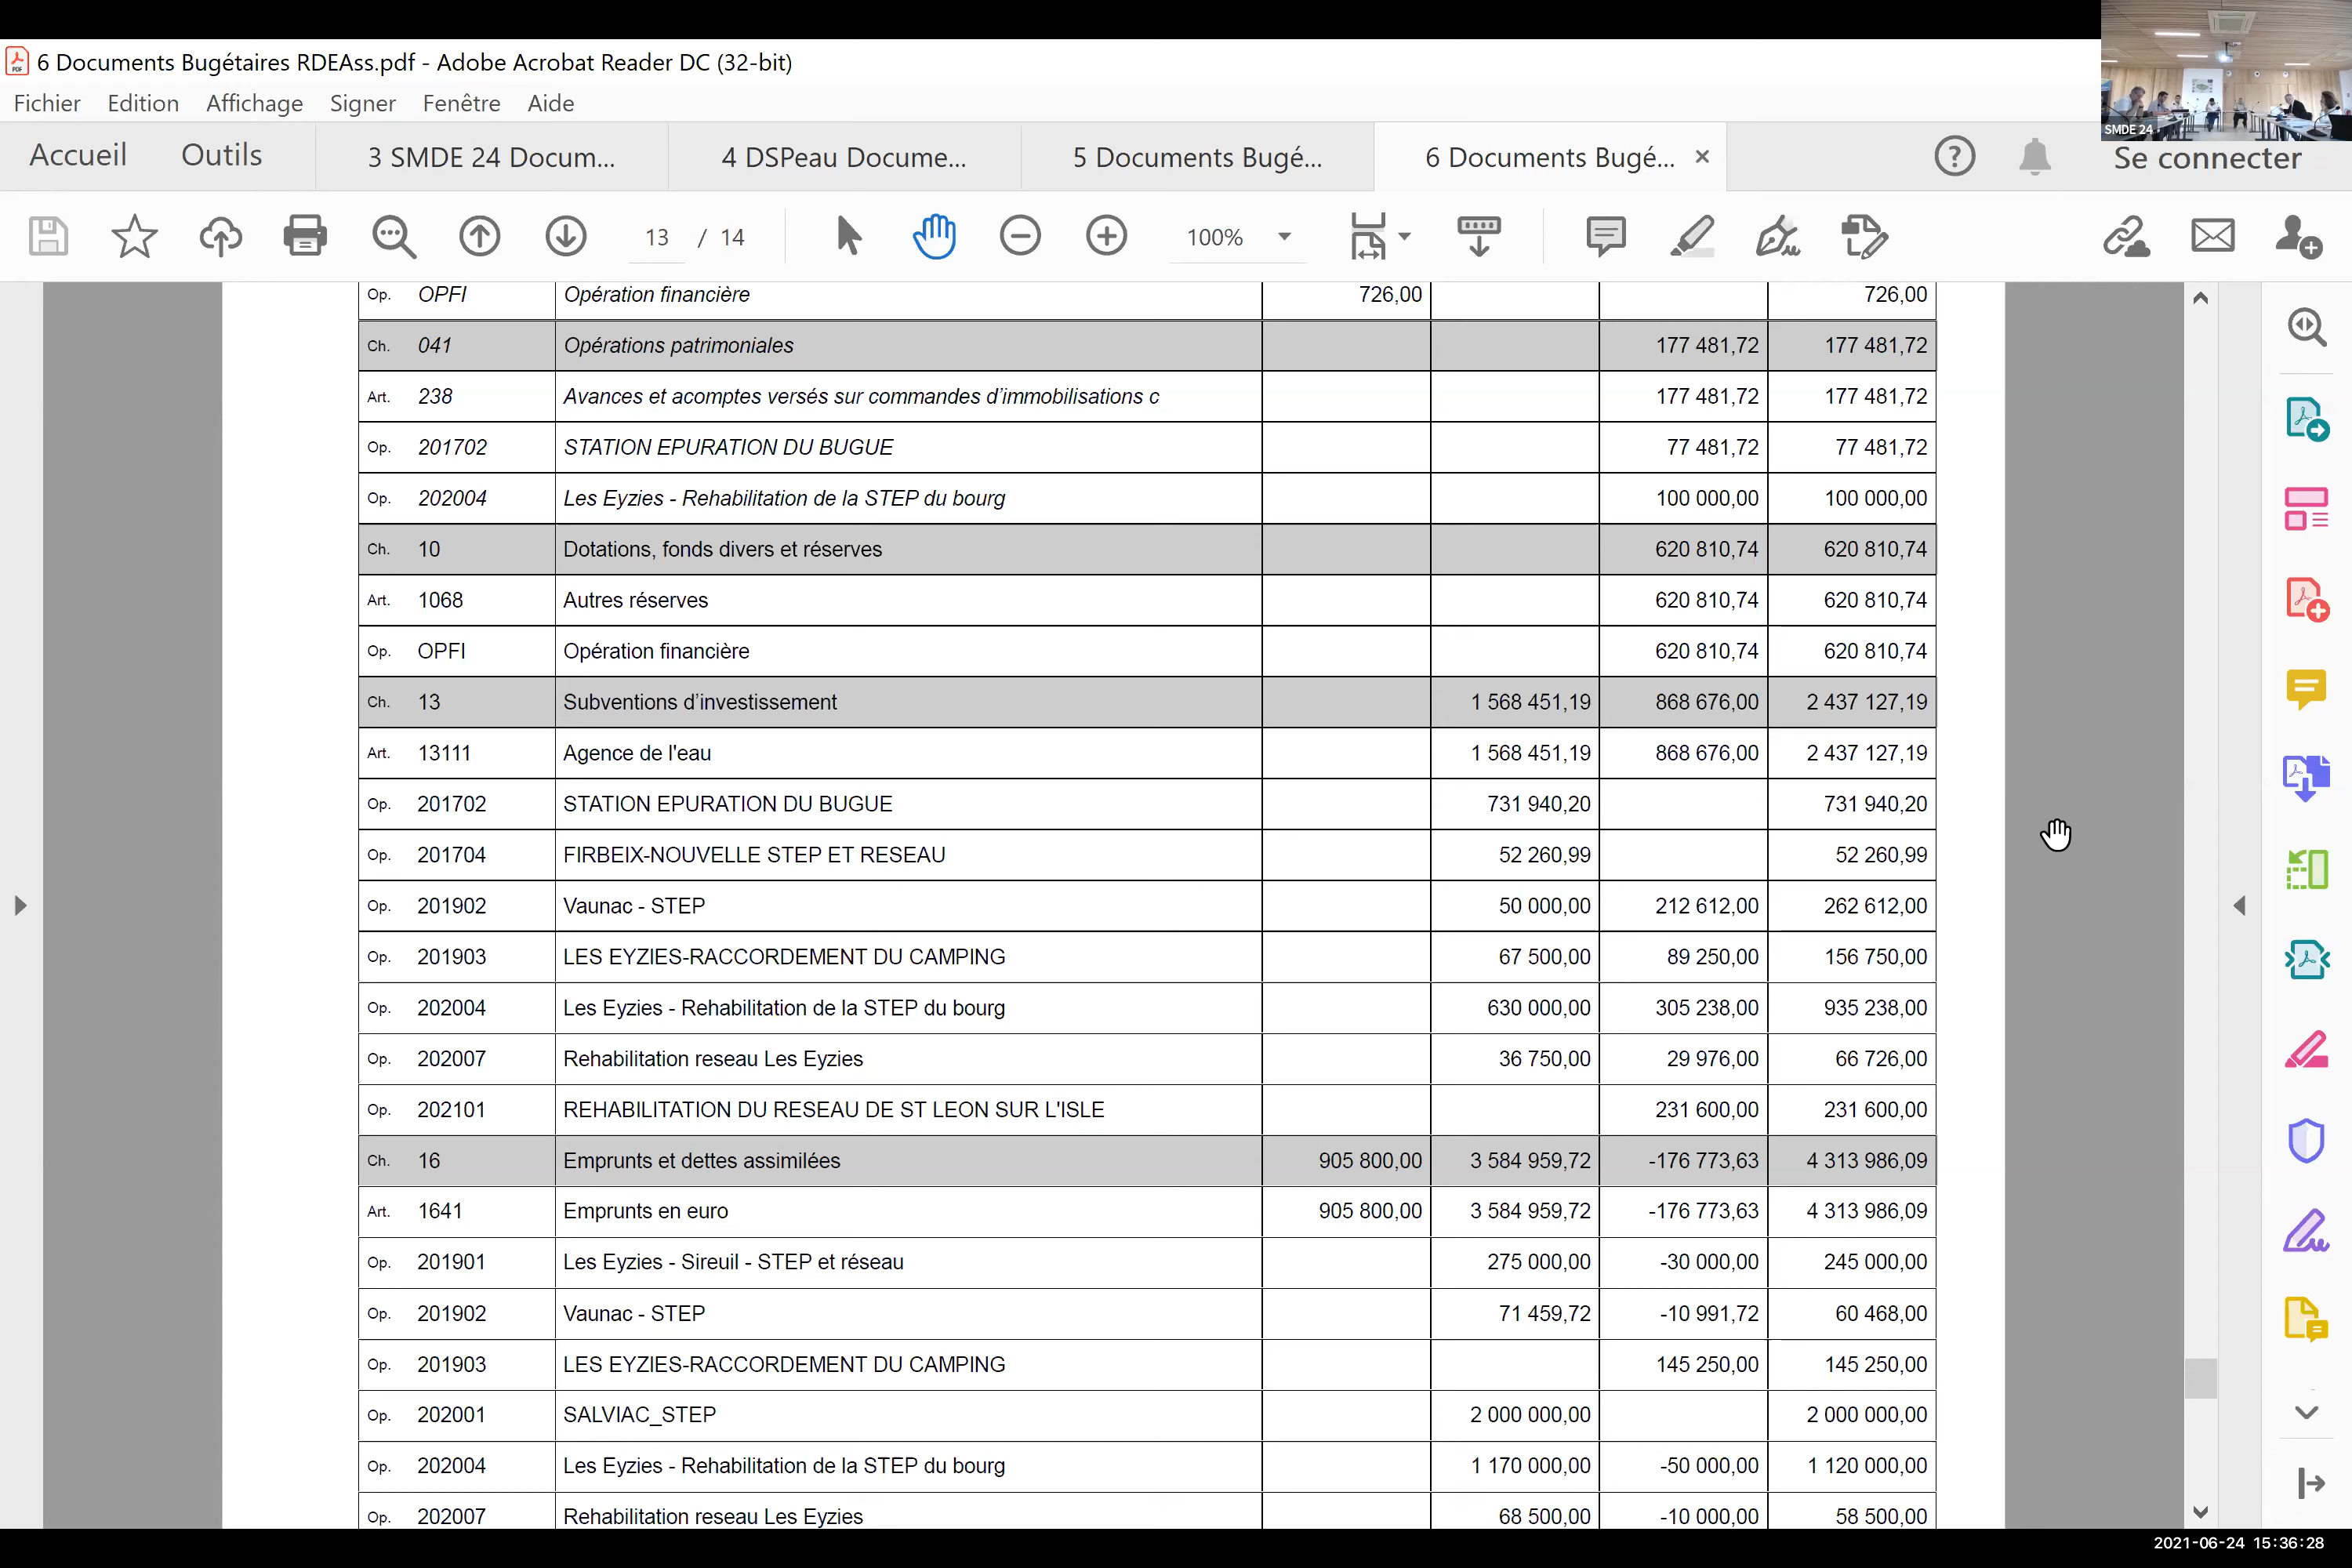 6 Documents Bugétaires RDEAss.pdf - Adobe Acrobat Reader DC (32-bit)
Fichier Edition Affichage Signer Fenêtre Aide
SMDE 24
Accueil Outils 3 SMDE 24 Docum... 4 DSPeau Docume... 5 Documents Bugé... 6 Documents Bugé... Se connecter
13 / 14 100%
Op. OPFI Opération financière 726,00 726,00
Ch. 041 Opérations patrimoniales 177 481,72 177 481,72
Art. 238 Avances et acomptes versés sur commandes d'immobilisations c 177 481,72 177 481,72
Op. 201702 STATION EPURATION DU BUGUE 77 481,72 77 481,72
Op. 202004 Les Eyzies - Rehabilitation de la STEP du bourg 100 000,00 100 000,00
Ch. 10 Dotations, fonds divers et réserves 620 810,74 620 810,74
Art. 1068 Autres réserves 620 810,74 620 810,74
Op. OPFI Opération financière 620 810,74 620 810,74
Ch. 13 Subventions d'investissement 1 568 451,19 868 676,00 2 437 127,19
Art. 13111 Agence de l'eau 1 568 451,19 868 676,00 2 437 127,19
Op. 201702 STATION EPURATION DU BUGUE 731 940,20 731 940,20
Op. 201704 FIRBEIX-NOUVELLE STEP ET RESEAU 52 260,99 52 260,99
Op. 201902 Vaunac - STEP 50 000,00 212 612,00 262 612,00
Op. 201903 LES EYZIES-RACCORDEMENT DU CAMPING 67 500,00 89 250,00 156 750,00
Op. 202004 Les Eyzies - Rehabilitation de la STEP du bourg 630 000,00 305 238,00 935 238,00
Op. 202007 Rehabilitation reseau Les Eyzies 36 750,00 29 976,00 66 726,00
Op. 202101 REHABILITATION DU RESEAU DE ST LEON SUR L'ISLE 231 600,00 231 600,00
Ch. 16 Emprunts et dettes assimilées 905 800,00 3 584 959,72 -176 773,63 4 313 986,09
Art. 1641 Emprunts en euro 905 800,00 3 584 959,72 -176 773,63 4 313 986,09
Op. 201901 Les Eyzies - Sireuil - STEP et réseau 275 000,00 -30 000,00 245 000,00
Op. 201902 Vaunac - STEP 71 459,72 -10 991,72 60 468,00
Op. 201903 LES EYZIES-RACCORDEMENT DU CAMPING 145 250,00 145 250,00
Op. 202001 SALVIAC_STEP 2 000 000,00 2 000 000,00
Op. 202004 Les Eyzies - Rehabilitation de la STEP du bourg 1 170 000,00 -50 000,00 1 120 000,00
Op. 202007 Rehabilitation reseau Les Eyzies 68 500,00 -10 000,00 58 500,00
2021-06-24 15:36:28